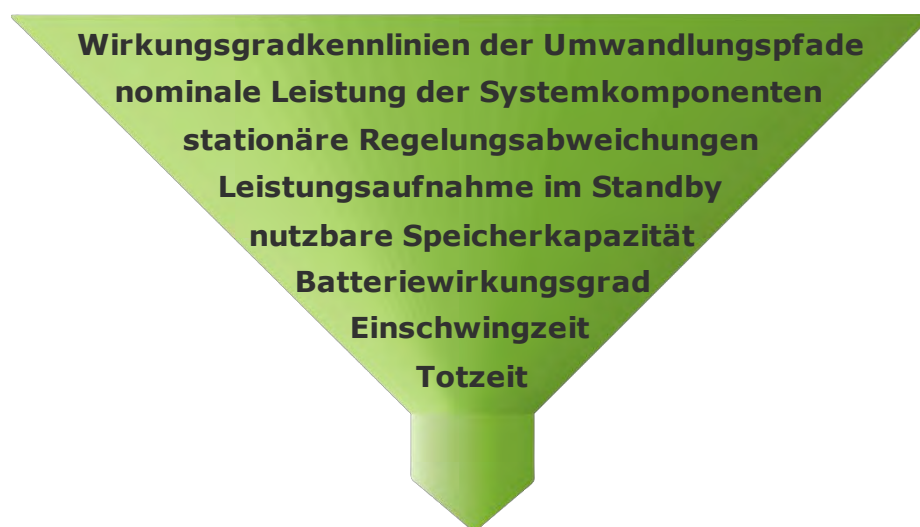 Wirkungsgradkennlinien der Umwandlungspfade
nominale Leistung der Systemkomponenten
stationäre Regelungsabweichungen
Leistungsaufnahme im Standby
nutzbare Speicherkapazität
Batteriewirkungsgrad
Einschwingzeit
Totzeit